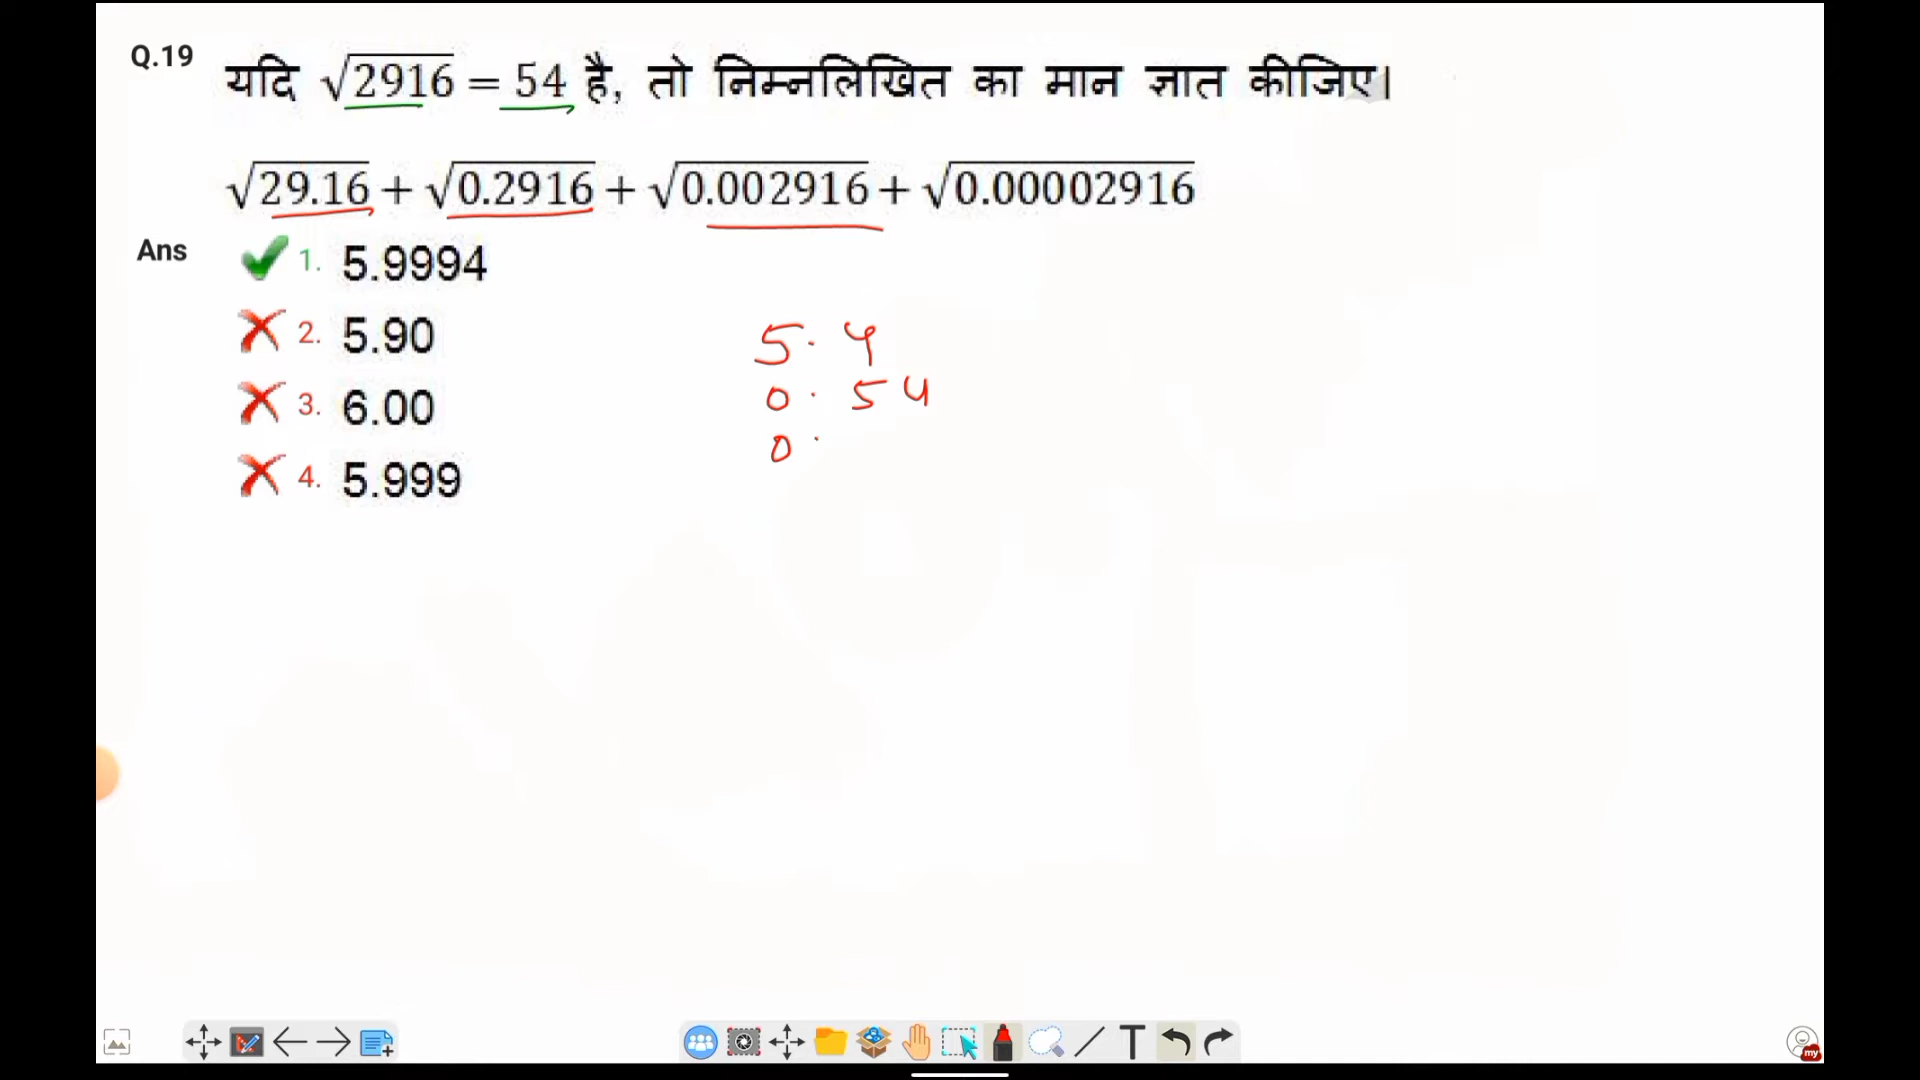 Q.19 यदि √2916 = 54 है, तो निम्नलिखित का मान ज्ञात कीजिए।
√29.16 + √0.2916 + √0.002916 + √0.00002916
Ans 1. 5.9994
2. 5.90
3. 6.00
4. 5.999
5.4
0.54
0.
T
my